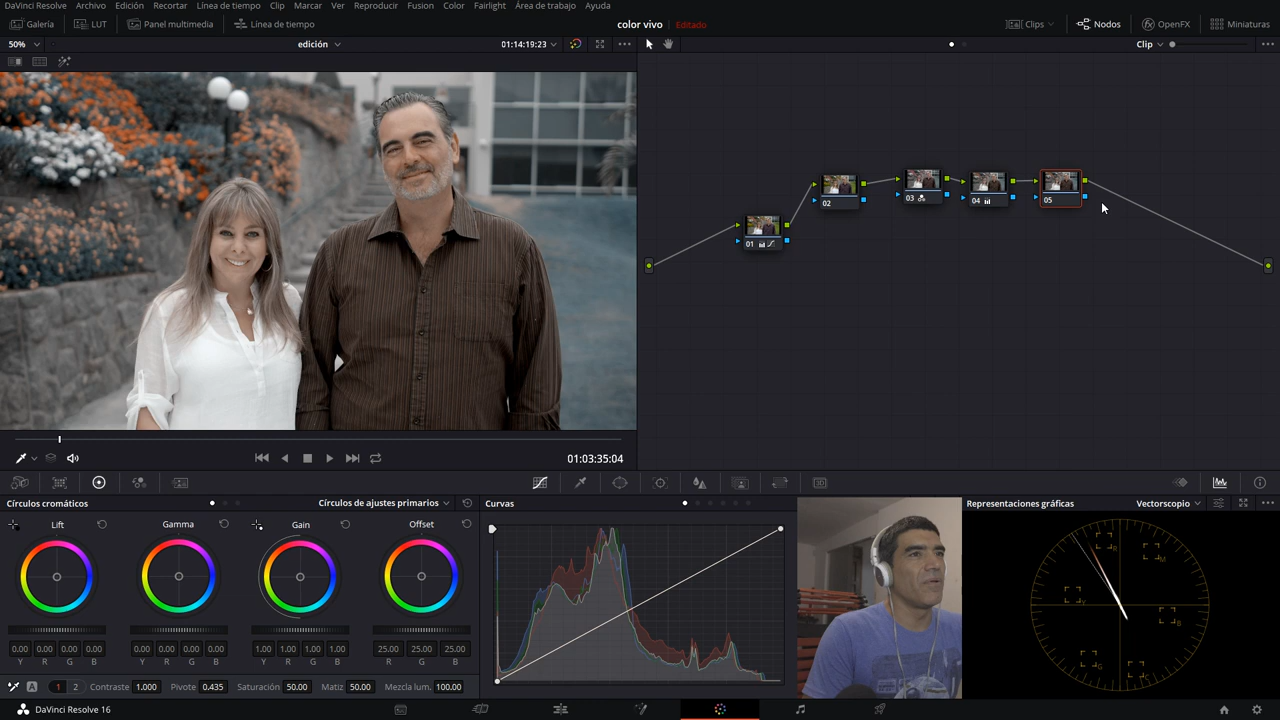 DaVinci Resolve Archivo Edición Línea de tiempo Clip Marcar Ver Reproducir Fusion Color Fairlight Área de trabajo Ayuda
Galería LUT Panel multimedia Línea de tiempo color vivo Editado Clips Nodos OpenFX Miniaturas
50% edición 01:14:19:23 Clip
01
02
03
04
05
01:03:35:04
Círculos cromáticos Círculos de ajustes primarios Curvas Representaciones gráficas Vectorscopio
Lift Gamma Gain Offset
0.00 0.00 0.00 0.00 0.00 0.00 0.00 0.00 1.00 1.00 1.00 1.00 25.00 25.00 25.00
Y R G B Y R G B Y R G B R G B
A 1 2 Contraste 1.000 Pivote 0.435 Saturación 50.00 Matiz 50.00 Mezcla lum. 100.00
R
M
Y
B
G
C
DaVinci Resolve 16